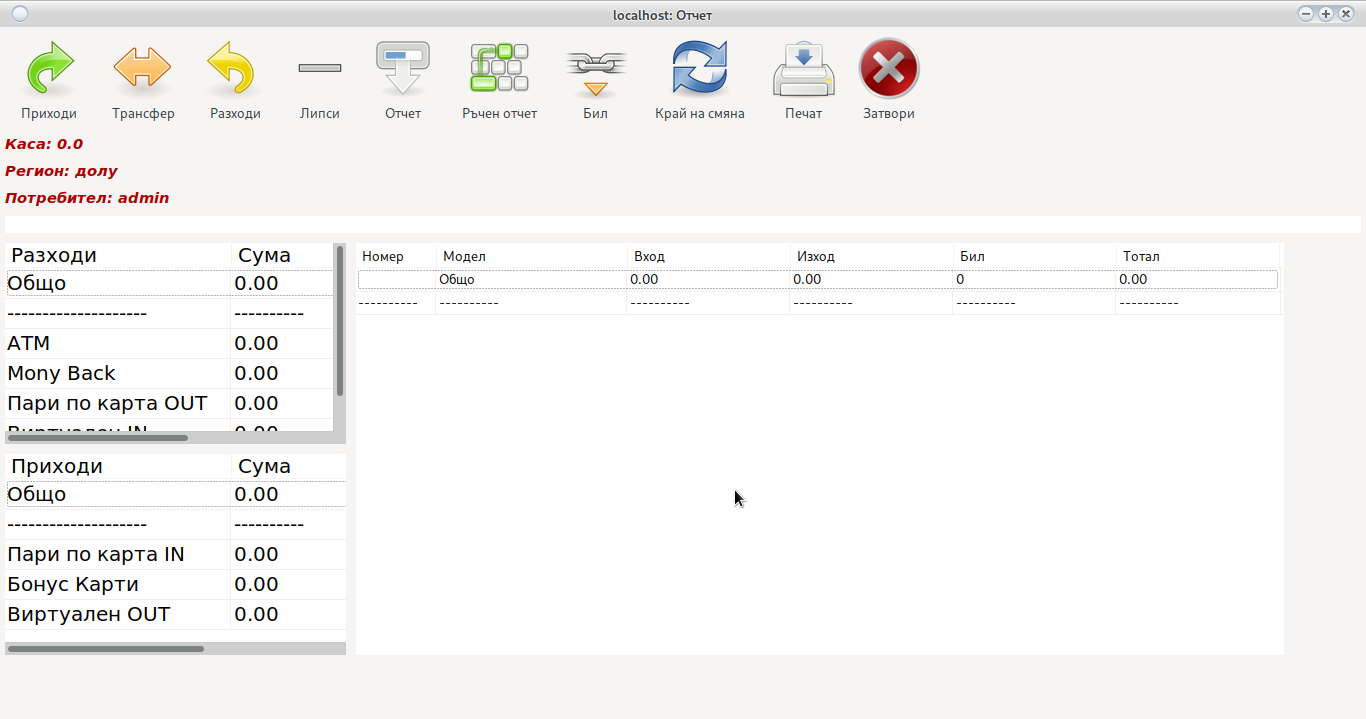 localhost: Отчет
Приходи Трансфер Разходи Липси Отчет Ръчен отчет Бил Край на смяна Печат Затвори
Каса: 0.0
Регион: долу
Потребител: admin
Разходи Сума
Общо 0.00
-------------------- ----------
ATM 0.00
Mony Back 0.00
Пари по карта OUT 0.00
Виртуален IN 0.00
Приходи Сума
Общо 0.00
-------------------- ----------
Пари по карта IN 0.00
Бонус Карти 0.00
Виртуален OUT 0.00
Номер Модел Вход Изход Бил Тотал
Общо 0.00 0.00 0 0.00
---------- ---------- ---------- ---------- ---------- ----------